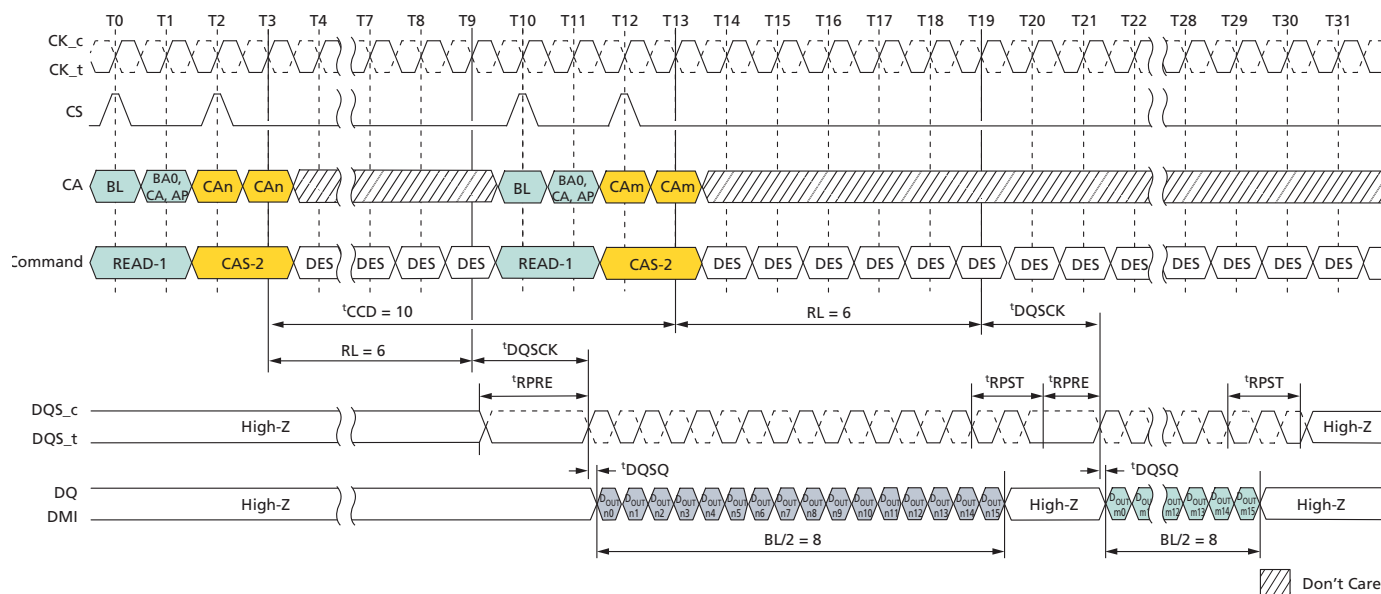 T0 T1 T2 T3 T4 T7 T8 T9 T10 T11 T12 T13 T14 T15 T16 T17 T18 T19 T20 T21 T22 T28 T29 T30 T31
CK_c
CK_t
CS
CA BL BA0, CA, AP CAn CAn BL BA0, CA, AP CAm CAm
Command READ-1 CAS-2 DES DES DES DES READ-1 CAS-2 DES DES DES DES DES DES DES DES DES DES DES DES DES
tCCD = 10 RL = 6 tDQSCK
RL = 6 tDQSCK
tRPRE tRPST tRPRE tRPST
DQS_c
DQS_t High-Z High-Z
tDQSQ tDQSQ
DQ
DMI High-Z DOUT n0 DOUT n1 DOUT n2 DOUT n3 DOUT n4 DOUT n5 DOUT n6 DOUT n7 DOUT n8 DOUT n9 DOUT n10 DOUT n11 DOUT n12 DOUT n13 DOUT n14 DOUT n15 High-Z DOUT m0 DOUT m1 DOUT m12 DOUT m13 DOUT m14 DOUT m15 High-Z
BL/2 = 8 BL/2 = 8
Don't Care